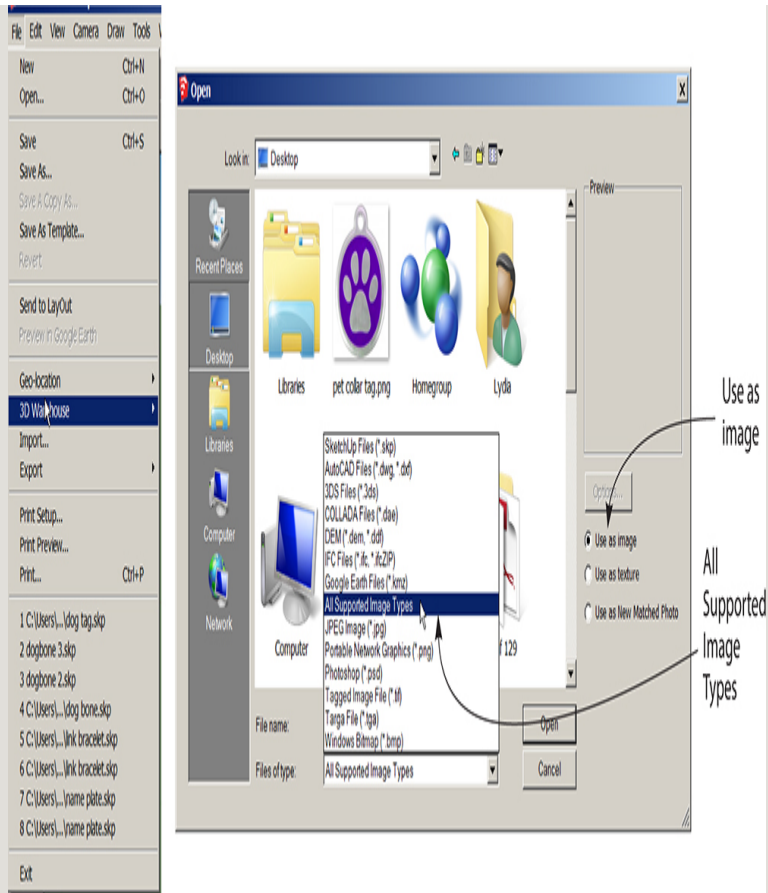 File Edit View Camera Draw Tools
New Ctrl+N
Open... Ctrl+O
Save Ctrl+S
Save As...
Save A Copy As...
Save As Template...
Revert
Send to LayOut
Preview in Google Earth
Geo-location
3D Warehouse
Import...
Export
Print Setup...
Print Preview...
Print... Ctrl+P
1 C:\Users\...\dog tag.skp
2 dogbone 3.skp
3 dogbone 2.skp
4 C:\Users\...\dog bone.skp
5 C:\Users\...\link bracelet.skp
6 C:\Users\...\link bracelet.skp
7 C:\Users\...\name plate.skp
8 C:\Users\...\name plate.skp
Exit
Open
Look in: Desktop
Recent Places
Desktop
Libraries
Computer
Network
Libraries pet collar tag.png Homegroup Lydia
Computer
f 129
SketchUp Files (*.skp)
AutoCAD Files (*.dwg, *.dxf)
3DS Files (*.3ds)
COLLADA Files (*.dae)
DEM (*.dem, *.ddf)
IFC Files (*.ifc, *.ifcZIP)
Google Earth Files (*.kmz)
All Supported Image Types
JPEG Image (*.jpg)
Portable Network Graphics (*.png)
Photoshop (*.psd)
Tagged Image File (*.tif)
Targa File (*.tga)
Windows Bitmap (*.bmp)
File name:
Files of type: All Supported Image Types
Open
Cancel
Preview
Options...
Use as image
Use as texture
Use as New Matched Photo
Use as
image
All
Supported
Image
Types